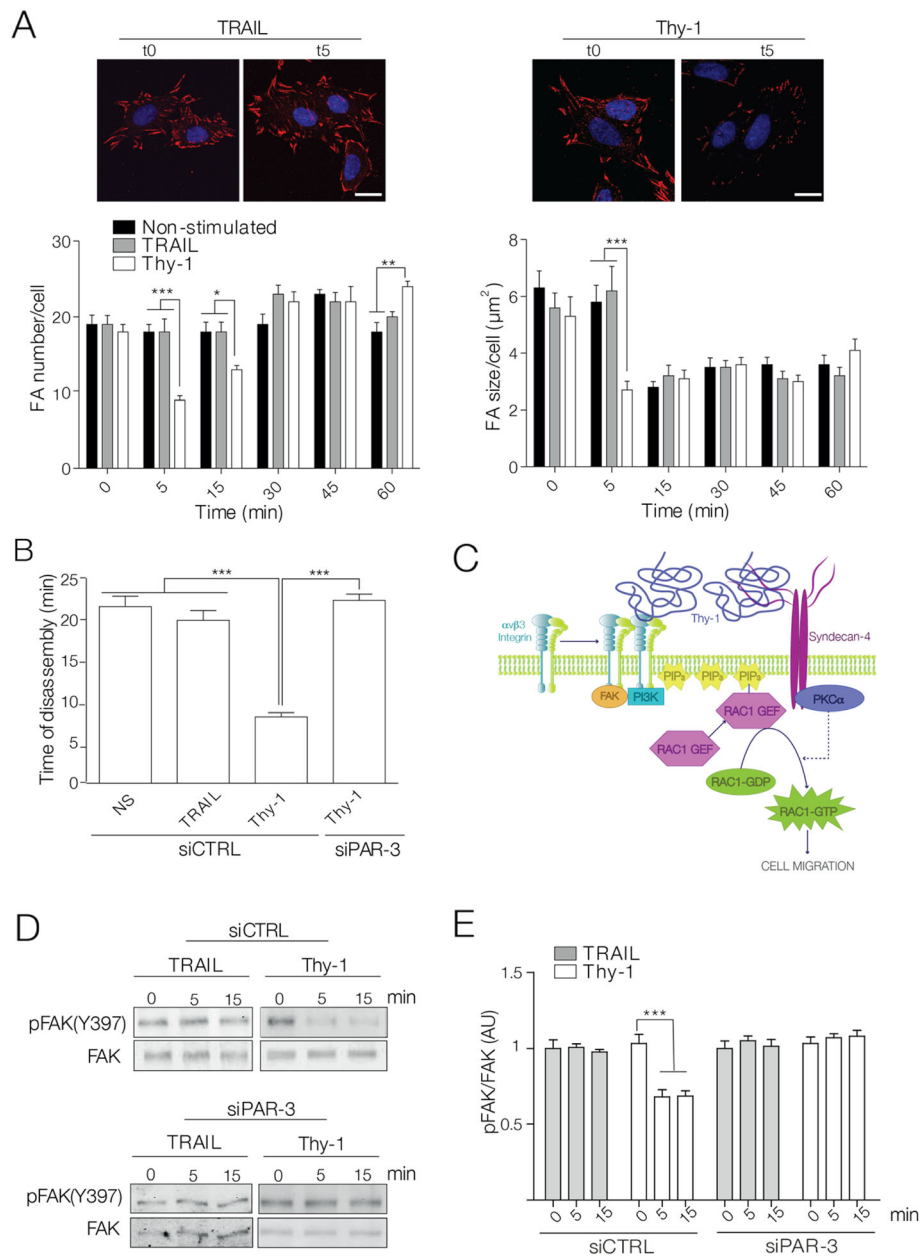 A
TRAIL
t0 t5
Thy-1
t0 t5
Non-stimulated
TRAIL
Thy-1
FA number/cell
30
20
10
0
*** * **
0 5 15 30 45 60
Time (min)
FA size/cell (µm²)
8
6
4
2
0
***
0 5 15 30 45 60
Time (min)
B
Time of disassembly (min)
25
20
15
10
5
0
*** ***
NS TRAIL Thy-1 Thy-1
siCTRL siPAR-3
C
αvβ3
Integrin
Thy-1
Syndecan-4
FAK PI3K PIP₃ PIP₃ PIP₃
PKCα
RAC1 GEF
RAC1 GEF
RAC1-GDP
RAC1-GTP
CELL MIGRATION
D
siCTRL
TRAIL Thy-1
0 5 15 0 5 15 min
pFAK(Y397)
FAK
siPAR-3
TRAIL Thy-1
0 5 15 0 5 15 min
pFAK(Y397)
FAK
E
TRAIL
Thy-1
pFAK/FAK (AU)
1.5
1
0.5
***
0 5 15 0 5 15 0 5 15 0 5 15 min
siCTRL siPAR-3